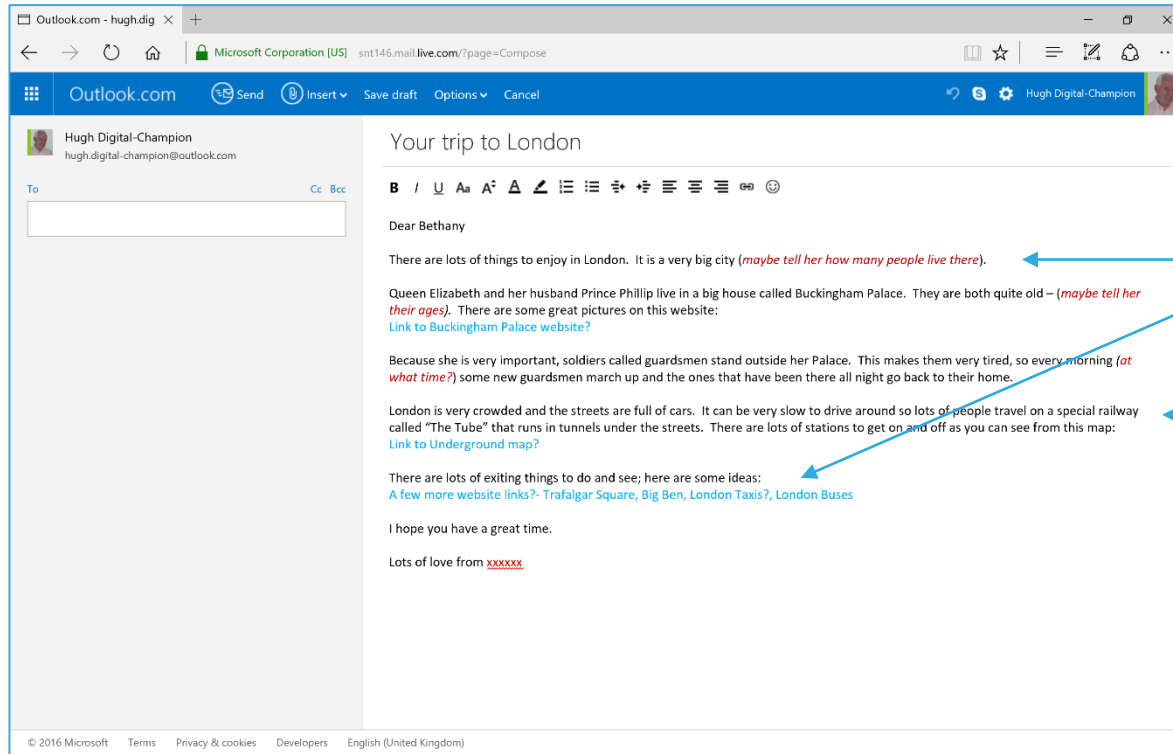 Outlook.com - hugh.dig
Microsoft Corporation [US] snt146.mail.live.com/?page=Compose
Outlook.com Send Insert Save draft Options Cancel Hugh Digital-Champion
Hugh Digital-Champion
hugh.digital-champion@outlook.com
To Cc Bcc
Your trip to London
B I U Aa A A
Dear Bethany
There are lots of things to enjoy in London. It is a very big city (maybe tell her how many people live there).
Queen Elizabeth and her husband Prince Phillip live in a big house called Buckingham Palace. They are both quite old – (maybe tell her
their ages). There are some great pictures on this website:
Link to Buckingham Palace website?
Because she is very important, soldiers called guardsmen stand outside her Palace. This makes them very tired, so every morning (at
what time?) some new guardsmen march up and the ones that have been there all night go back to their home.
London is very crowded and the streets are full of cars. It can be very slow to drive around so lots of people travel on a special railway
called “The Tube” that runs in tunnels under the streets. There are lots of stations to get on and off as you can see from this map:
Link to Underground map?
There are lots of exiting things to do and see; here are some ideas:
A few more website links?- Trafalgar Square, Big Ben, London Taxis?, London Buses
I hope you have a great time.
Lots of love from xxxxxx
© 2016 Microsoft Terms Privacy & cookies Developers English (United Kingdom)